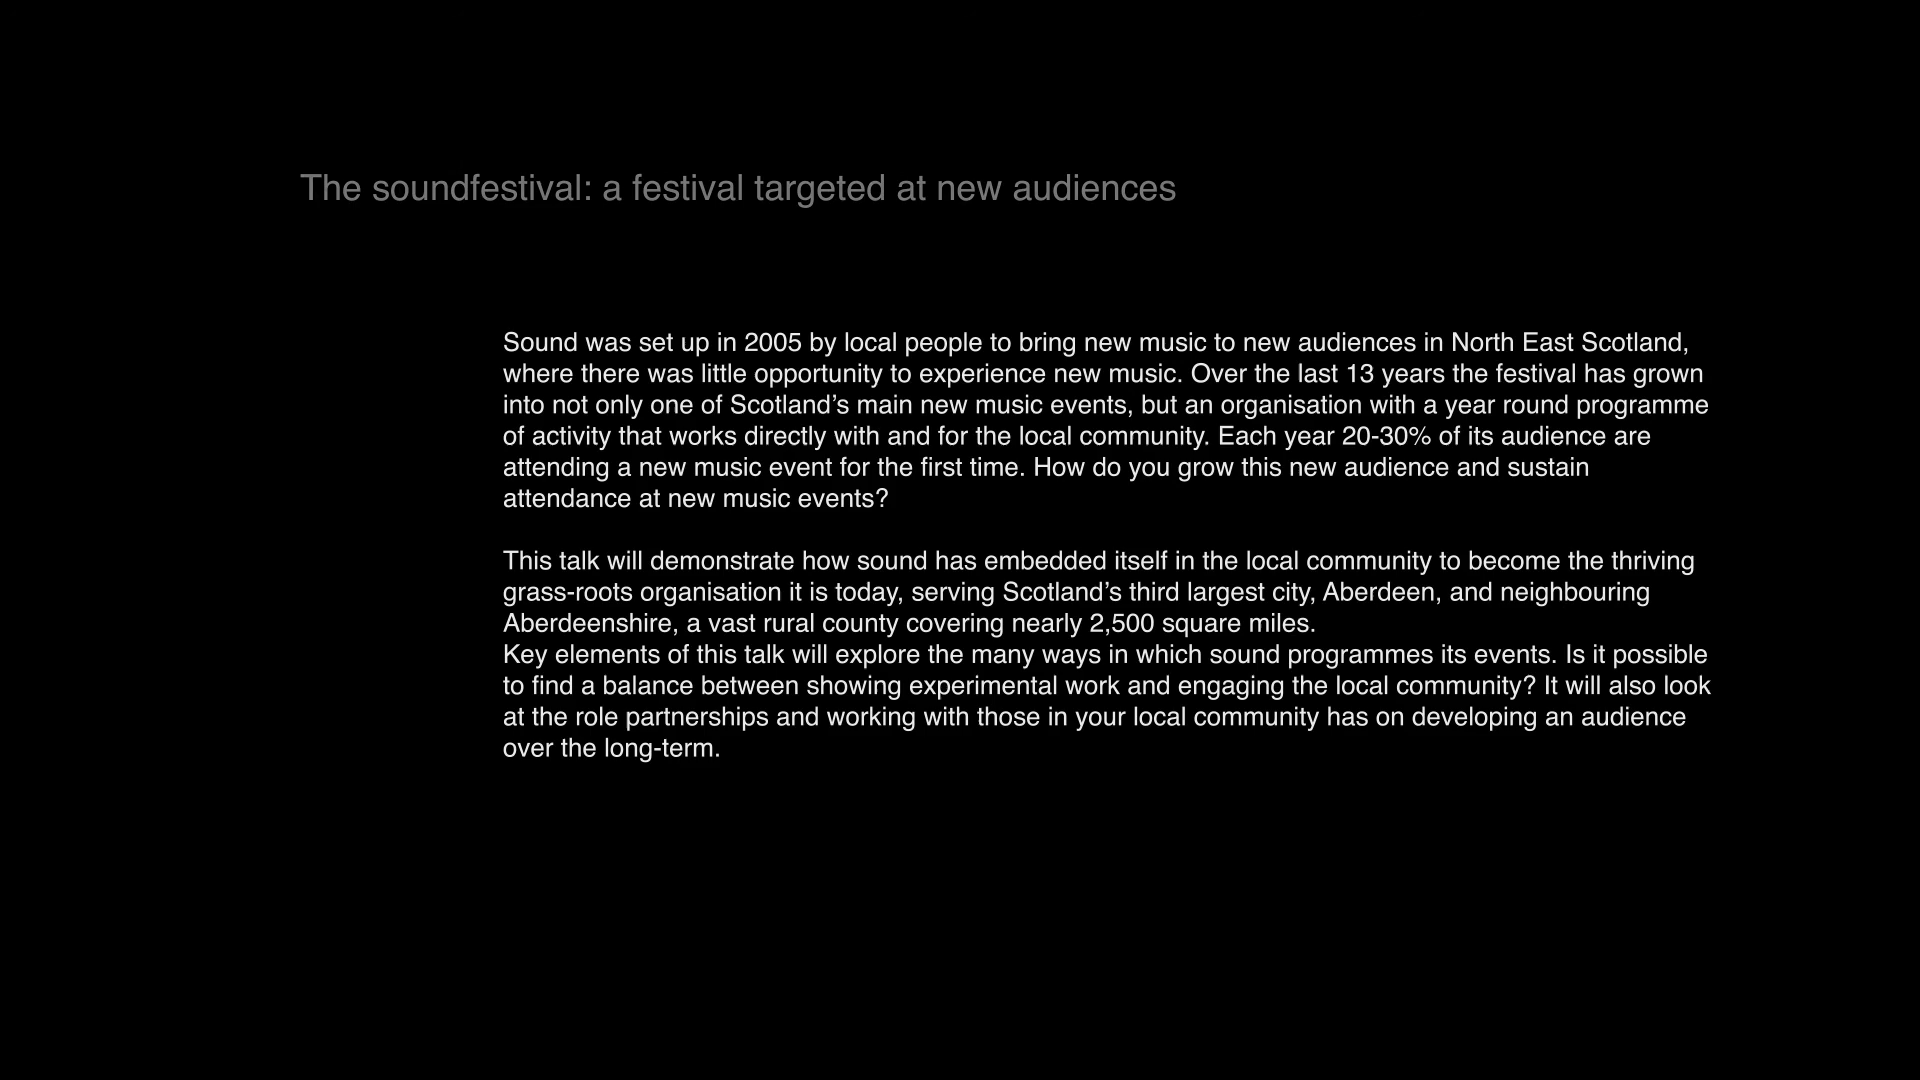 The soundfestival: a festival targeted at new audiences
Sound was set up in 2005 by local people to bring new music to new audiences in North East Scotland,
where there was little opportunity to experience new music. Over the last 13 years the festival has grown
into not only one of Scotland’s main new music events, but an organisation with a year round programme
of activity that works directly with and for the local community. Each year 20-30% of its audience are
attending a new music event for the first time. How do you grow this new audience and sustain
attendance at new music events?
This talk will demonstrate how sound has embedded itself in the local community to become the thriving
grass-roots organisation it is today, serving Scotland’s third largest city, Aberdeen, and neighbouring
Aberdeenshire, a vast rural county covering nearly 2,500 square miles.
Key elements of this talk will explore the many ways in which sound programmes its events. Is it possible
to find a balance between showing experimental work and engaging the local community? It will also look
at the role partnerships and working with those in your local community has on developing an audience
over the long-term.